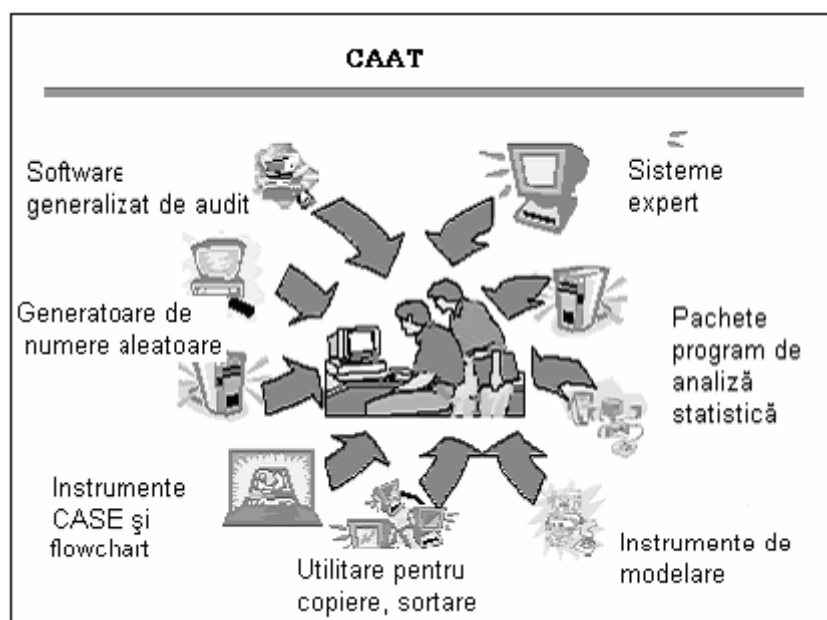 CAAT
Software
generalizat de audit
Sisteme
expert
Generatoare de
numere aleatoare
Pachete
program de
analiză
statistică
Instrumente
CASE şi
flowchart
Utilitare pentru
copiere, sortare
Instrumente de
modelare